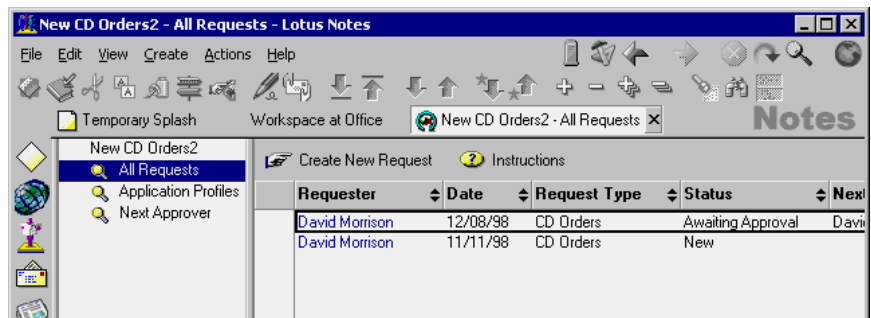 New CD Orders2 - All Requests - Lotus Notes
File Edit View Create Actions Help
Temporary Splash Workspace at Office New CD Orders2 - All Requests Notes
New CD Orders2
All Requests
Application Profiles
Next Approver
Create New Request Instructions
Requester Date Request Type Status Next
David Morrison 12/08/98 CD Orders Awaiting Approval Davi
David Morrison 11/11/98 CD Orders New